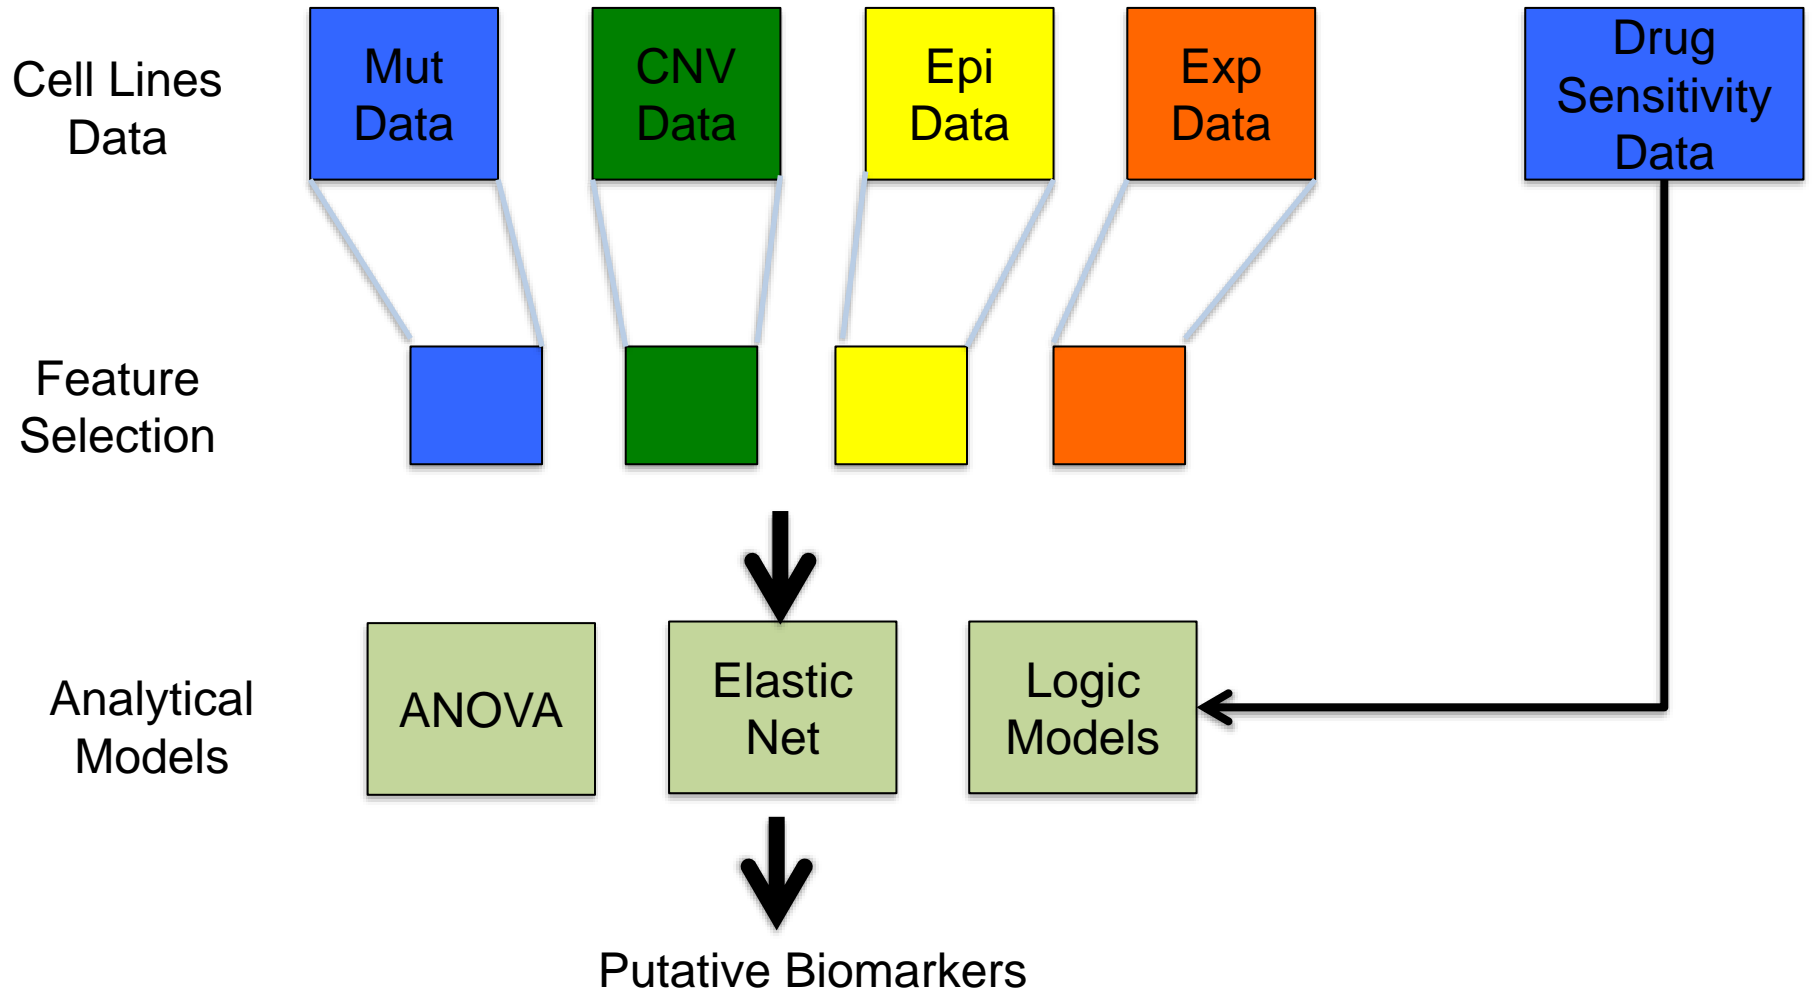 Cell Lines
Data
Mut
Data
CNV
Data
Epi
Data
Exp
Data
Drug
Sensitivity
Data
Feature
Selection
Analytical
Models
ANOVA
Elastic
Net
Logic
Models
Putative Biomarkers